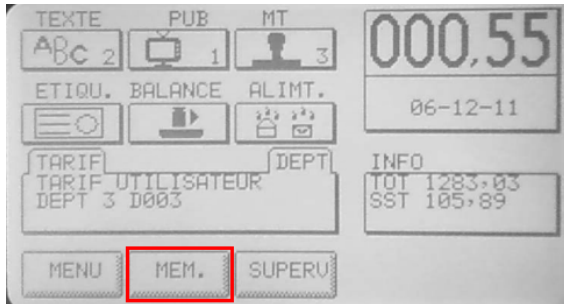 TEXTE PUB MT
ABC 2 1 3
000,55
ETIQU. BALANCE ALIMT.
06-12-11
TARIF DEPT
TARIF UTILISATEUR
DEPT 3 D003
INFO
TOT 1283,03
SST 105,89
MENU MEM. SUPERV